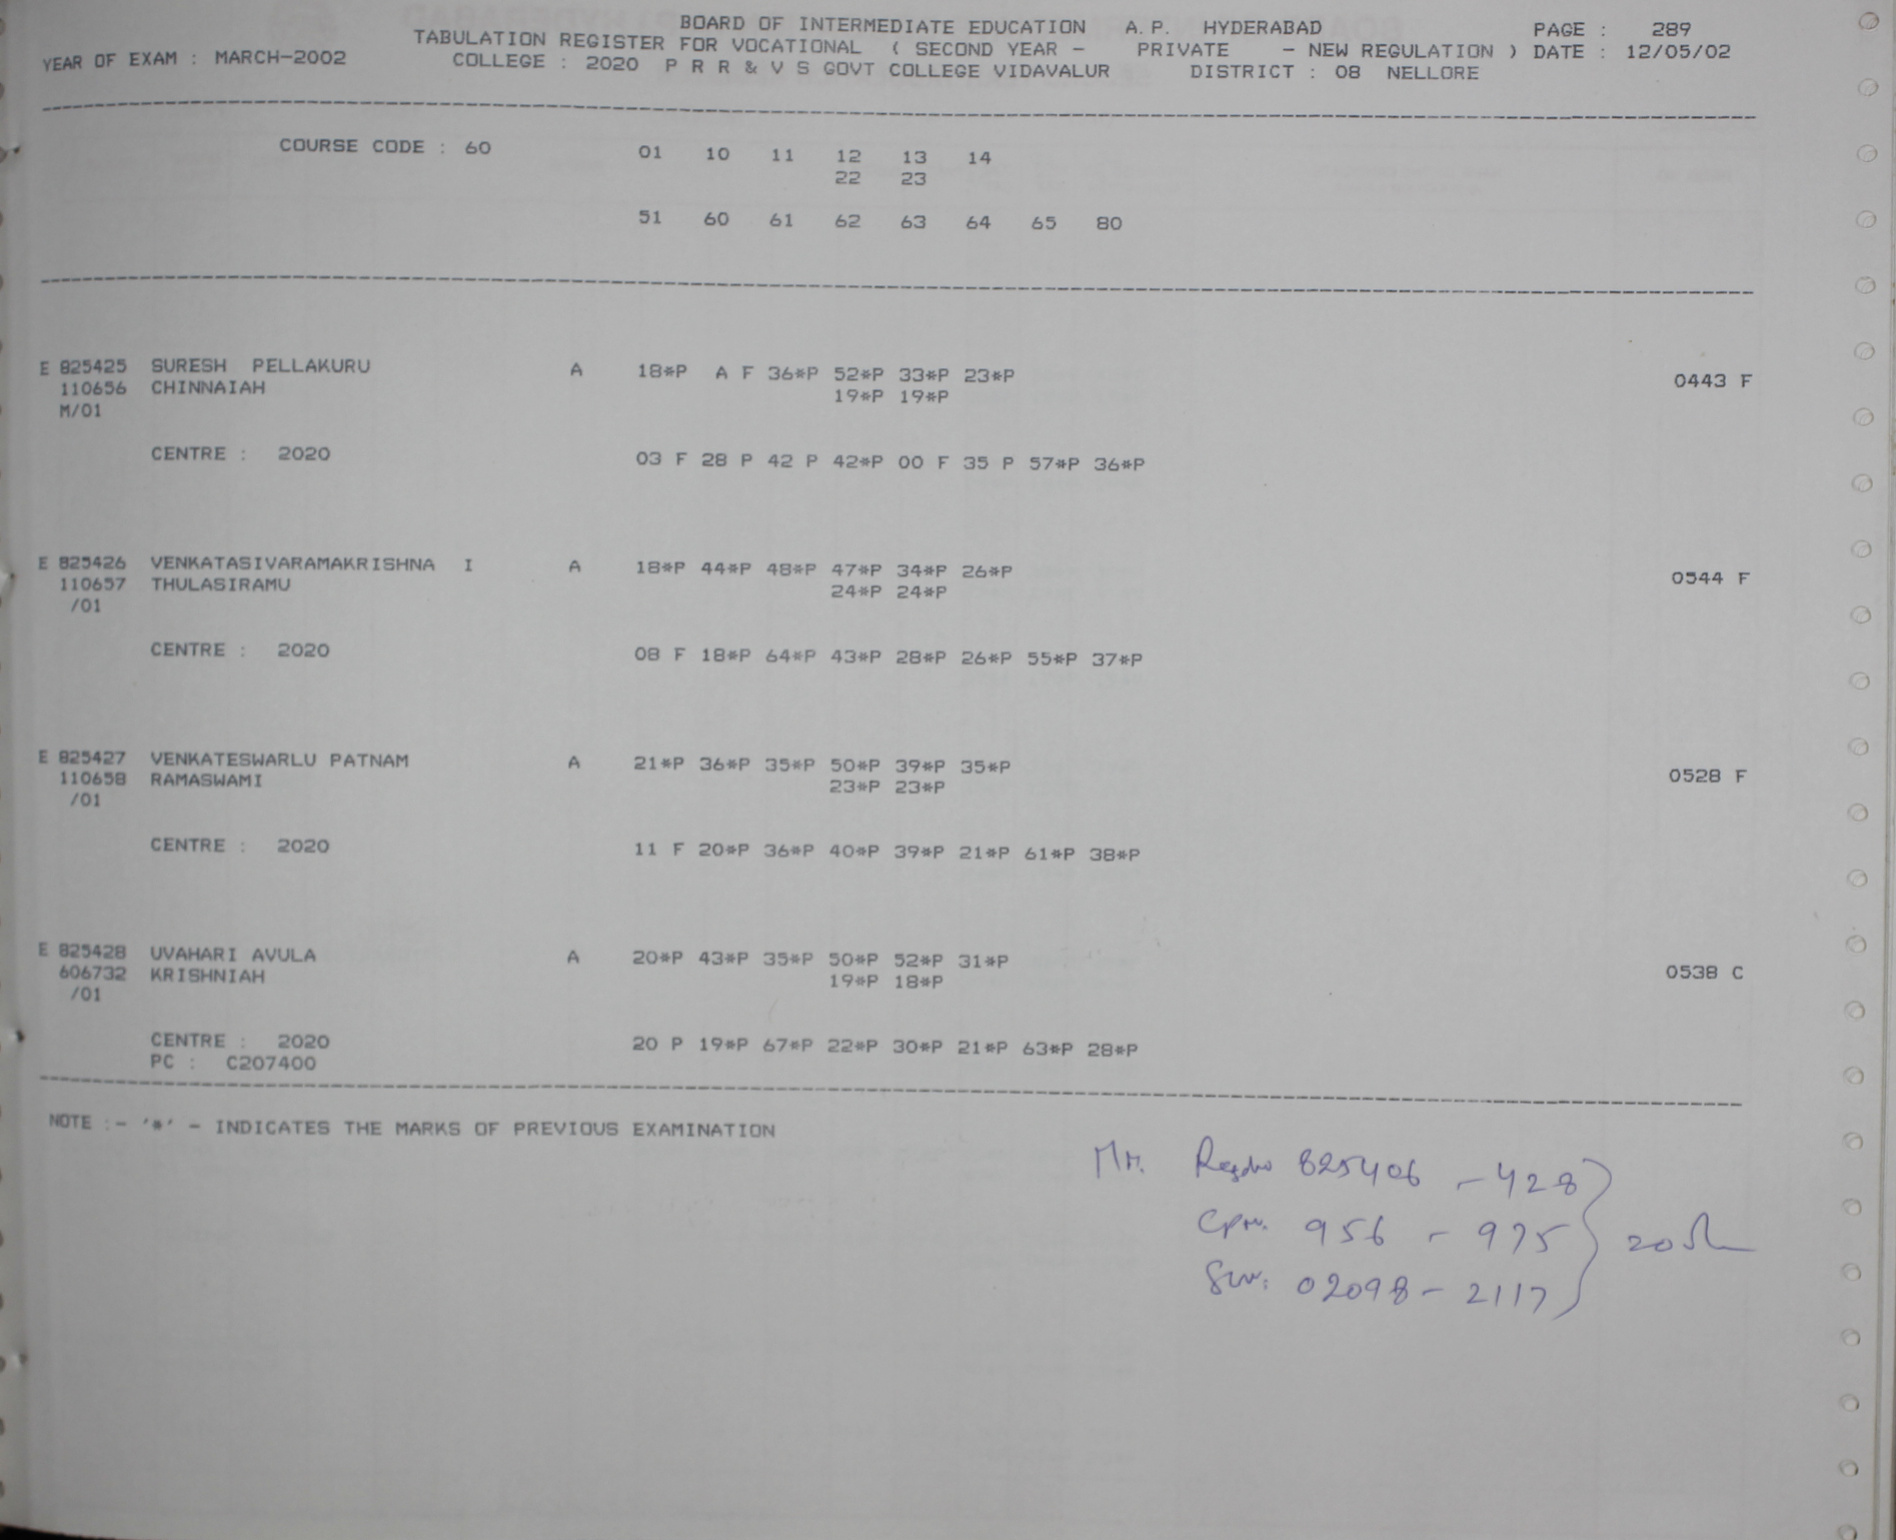 BOARD OF INTERMEDIATE EDUCATION A.P. HYDERABAD PAGE : 289
TABULATION REGISTER FOR VOCATIONAL ( SECOND YEAR - PRIVATE - NEW REGULATION ) DATE : 12/05/02
YEAR OF EXAM : MARCH-2002 COLLEGE : 2020 P R R & V S GOVT COLLEGE VIDAVALUR DISTRICT : 08 NELLORE
COURSE CODE : 60 01 10 11 12 13 14
22 23
51 60 61 62 63 64 65 80
E 825425 SURESH PELLAKURU A 18*P A F 36*P 52*P 33*P 23*P 0443 F
110656 CHINNAIAH 19*P 19*P
M/01
CENTRE : 2020 03 F 28 P 42 P 42*P 00 F 35 P 57*P 36*P
E 825426 VENKATASIVARAMAKRISHNA I A 18*P 44*P 48*P 47*P 34*P 26*P 0544 F
110657 THULASIRAMU 24*P 24*P
/01
CENTRE : 2020 08 F 18*P 64*P 43*P 28*P 26*P 55*P 37*P
E 825427 VENKATESWARLU PATNAM A 21*P 36*P 35*P 50*P 39*P 35*P 0528 F
110658 RAMASWAMI 23*P 23*P
/01
CENTRE : 2020 11 F 20*P 36*P 40*P 39*P 21*P 61*P 38*P
E 825428 UVAHARI AVULA A 20*P 43*P 35*P 50*P 52*P 31*P 0538 C
606732 KRISHNIAH 19*P 18*P
/01
CENTRE : 2020 20 P 19*P 67*P 22*P 30*P 21*P 63*P 28*P
PC : C207400
NOTE :- '*' - INDICATES THE MARKS OF PREVIOUS EXAMINATION
825406 - 428
956 - 975
02098 - 2117